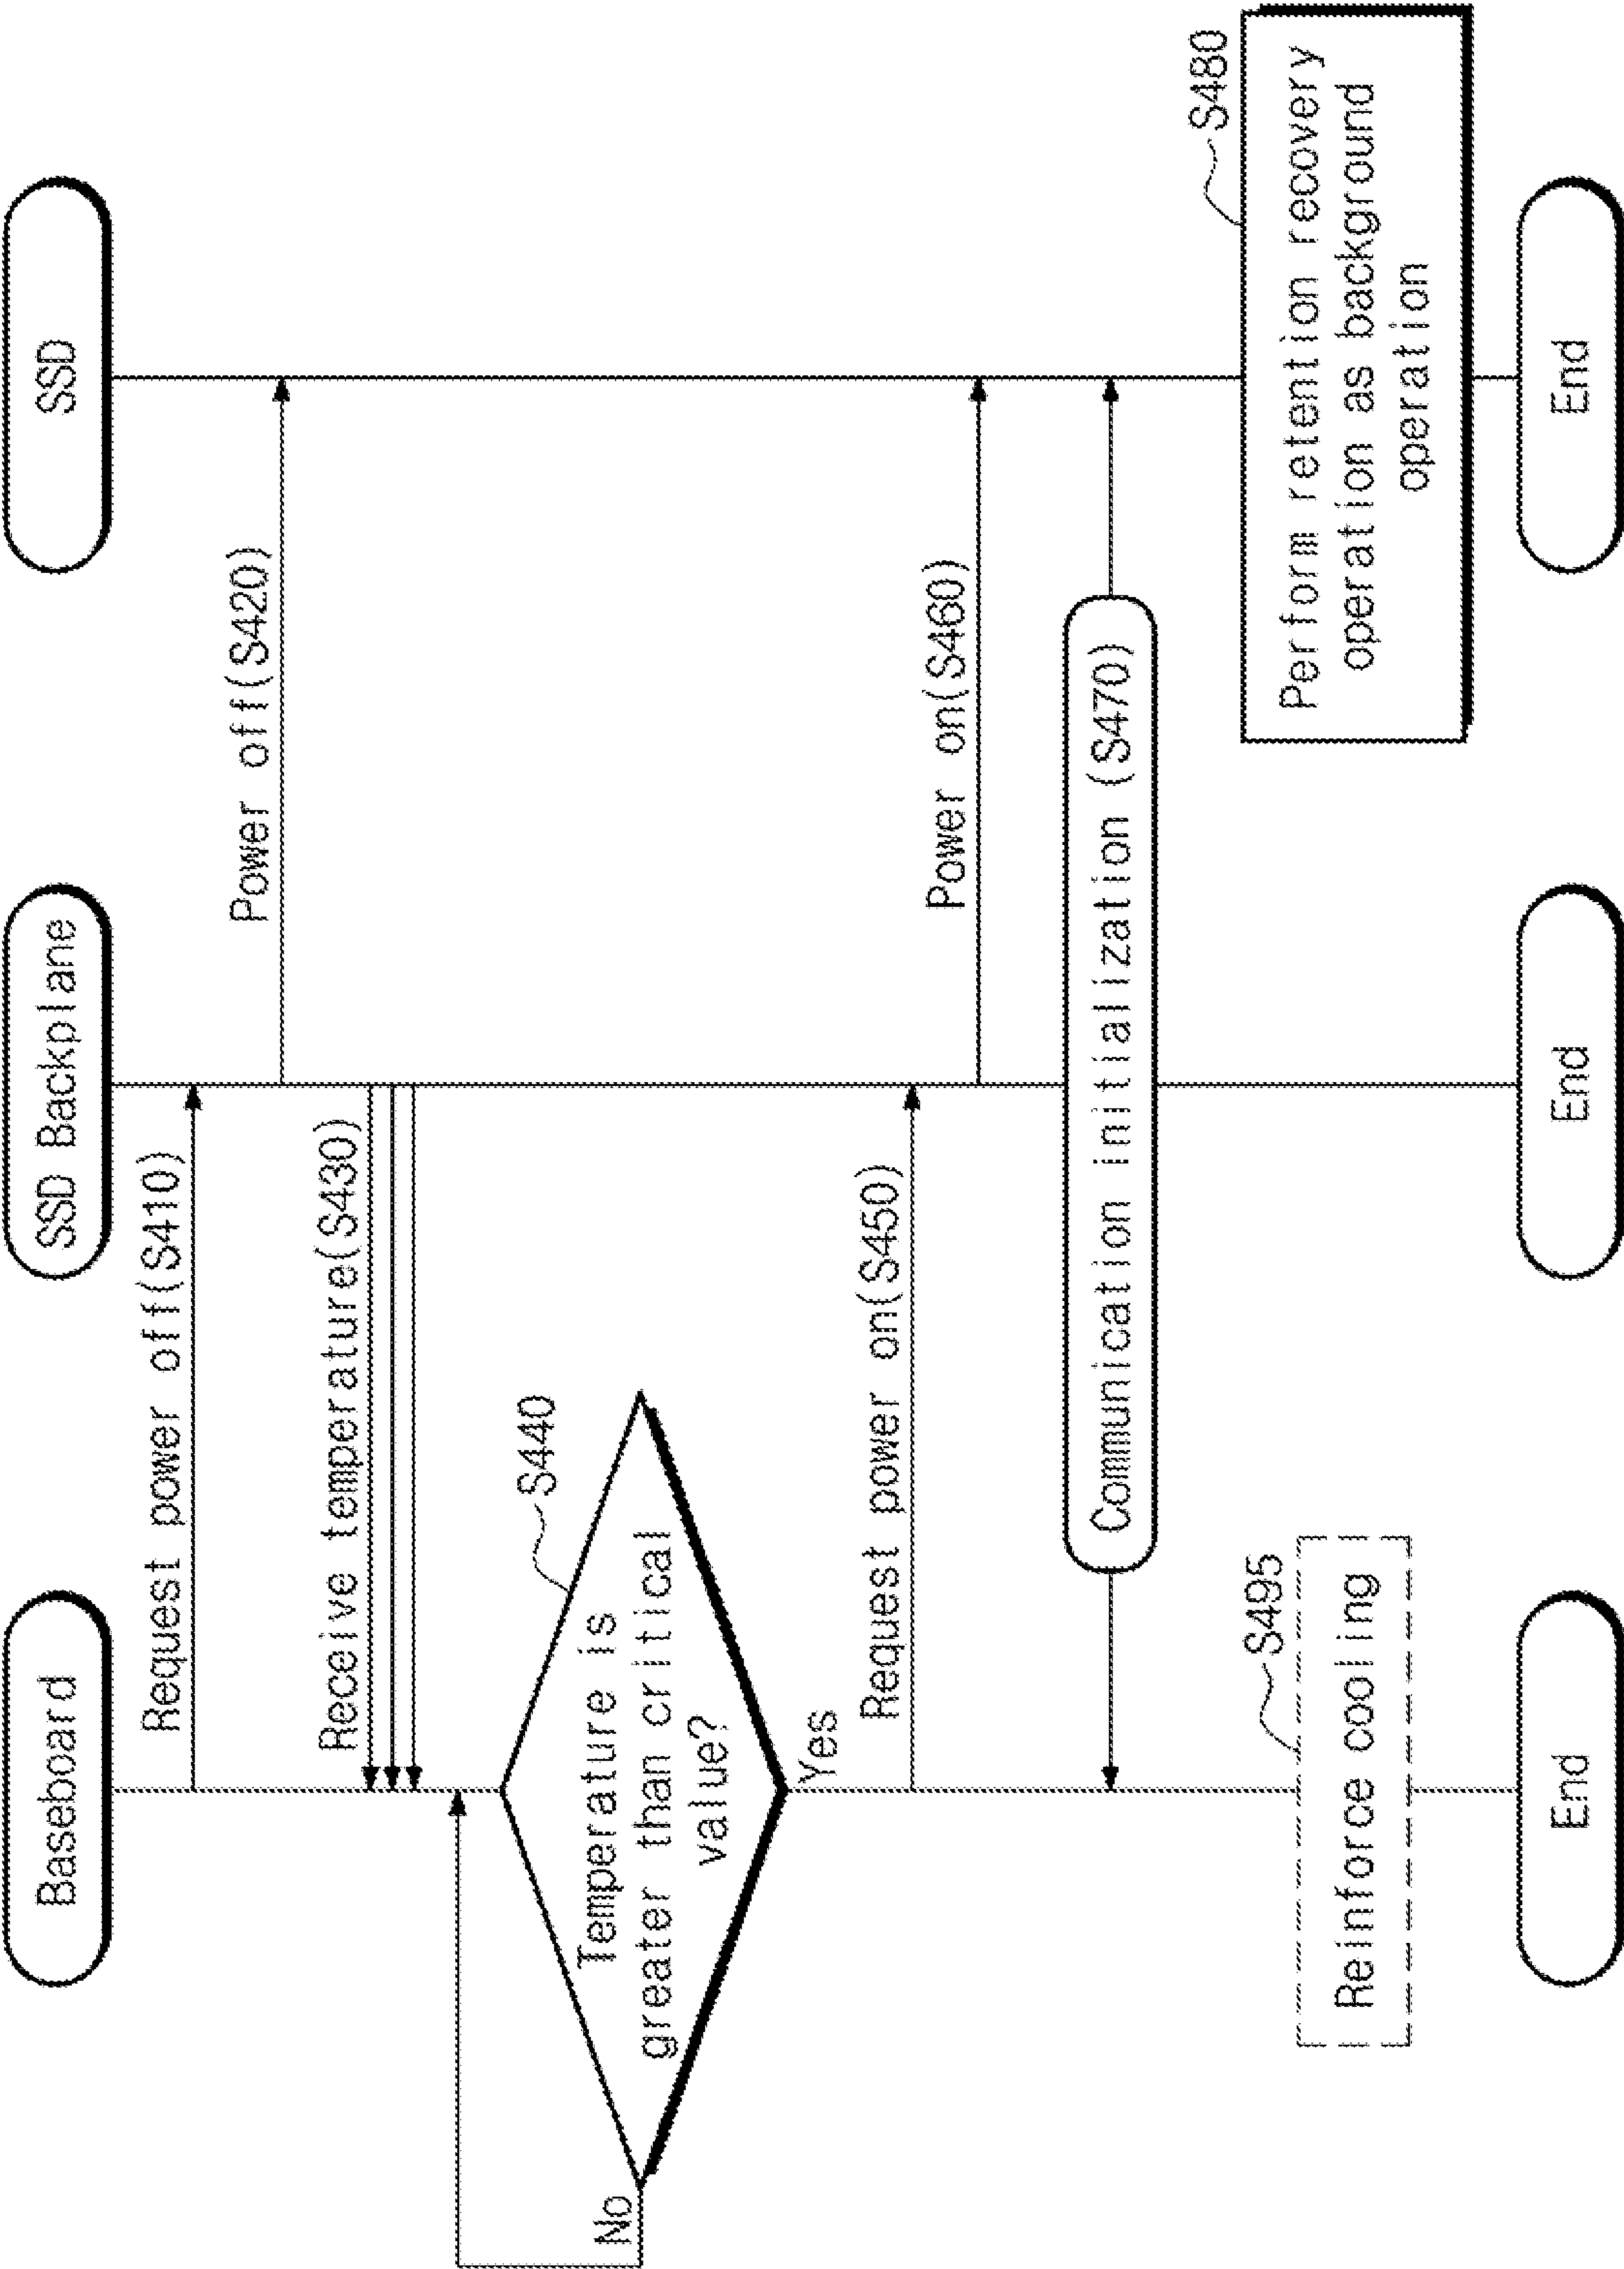 Baseboard
SSD Backplane
SSD
Request power off(S410)
Power off(S420)
Receive temperature(S430)
S440
Temperature is
greater than critical
value?
No
Yes
Request power on(S450)
Power on(S460)
Communication initialization (S470)
S495
Reinforce cooling
S480
Perform retention recovery
operation as background
operation
End
End
End